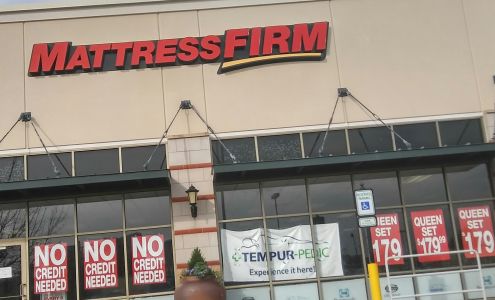 MATTRESSFIRM
NO
CREDIT
NEEDED
NO
CREDIT
NEEDED
NO
CREDIT
NEEDED
TEMPUR-PEDIC
Experience it here!
QUEEN
SET
179
QUEEN
SET
$179.99
QUEEN
SET
179